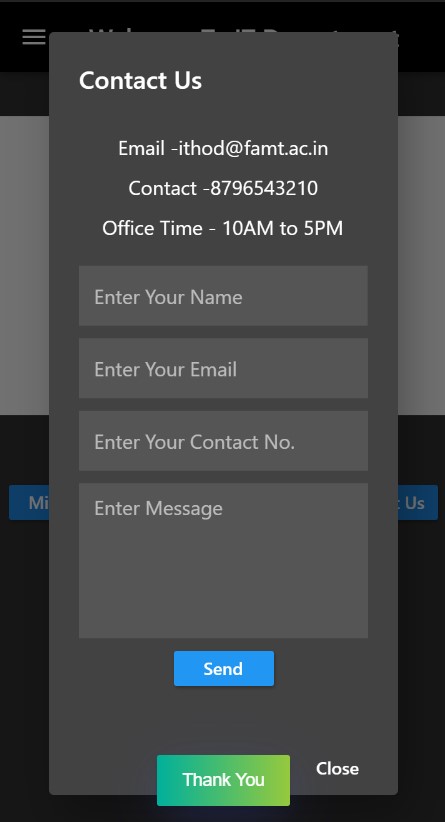 Contact Us
Email -ithod@famt.ac.in
Contact -8796543210
Office Time - 10AM to 5PM
Enter Your Name
Enter Your Email
Enter Your Contact No.
Mi
t Us
Enter Message
Send
Thank You
Close